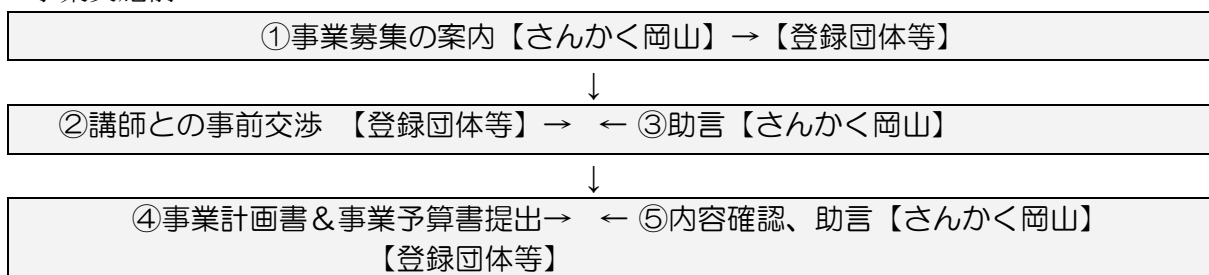 ①事業募集の案内【さんかく岡山】→【登録団体等】
↓
②講師との事前交渉 【登録団体等】→ ← ③助言【さんかく岡山】
↓
④事業計画書＆事業予算書提出→ ← ⑤内容確認、助言【さんかく岡山】
【登録団体等】